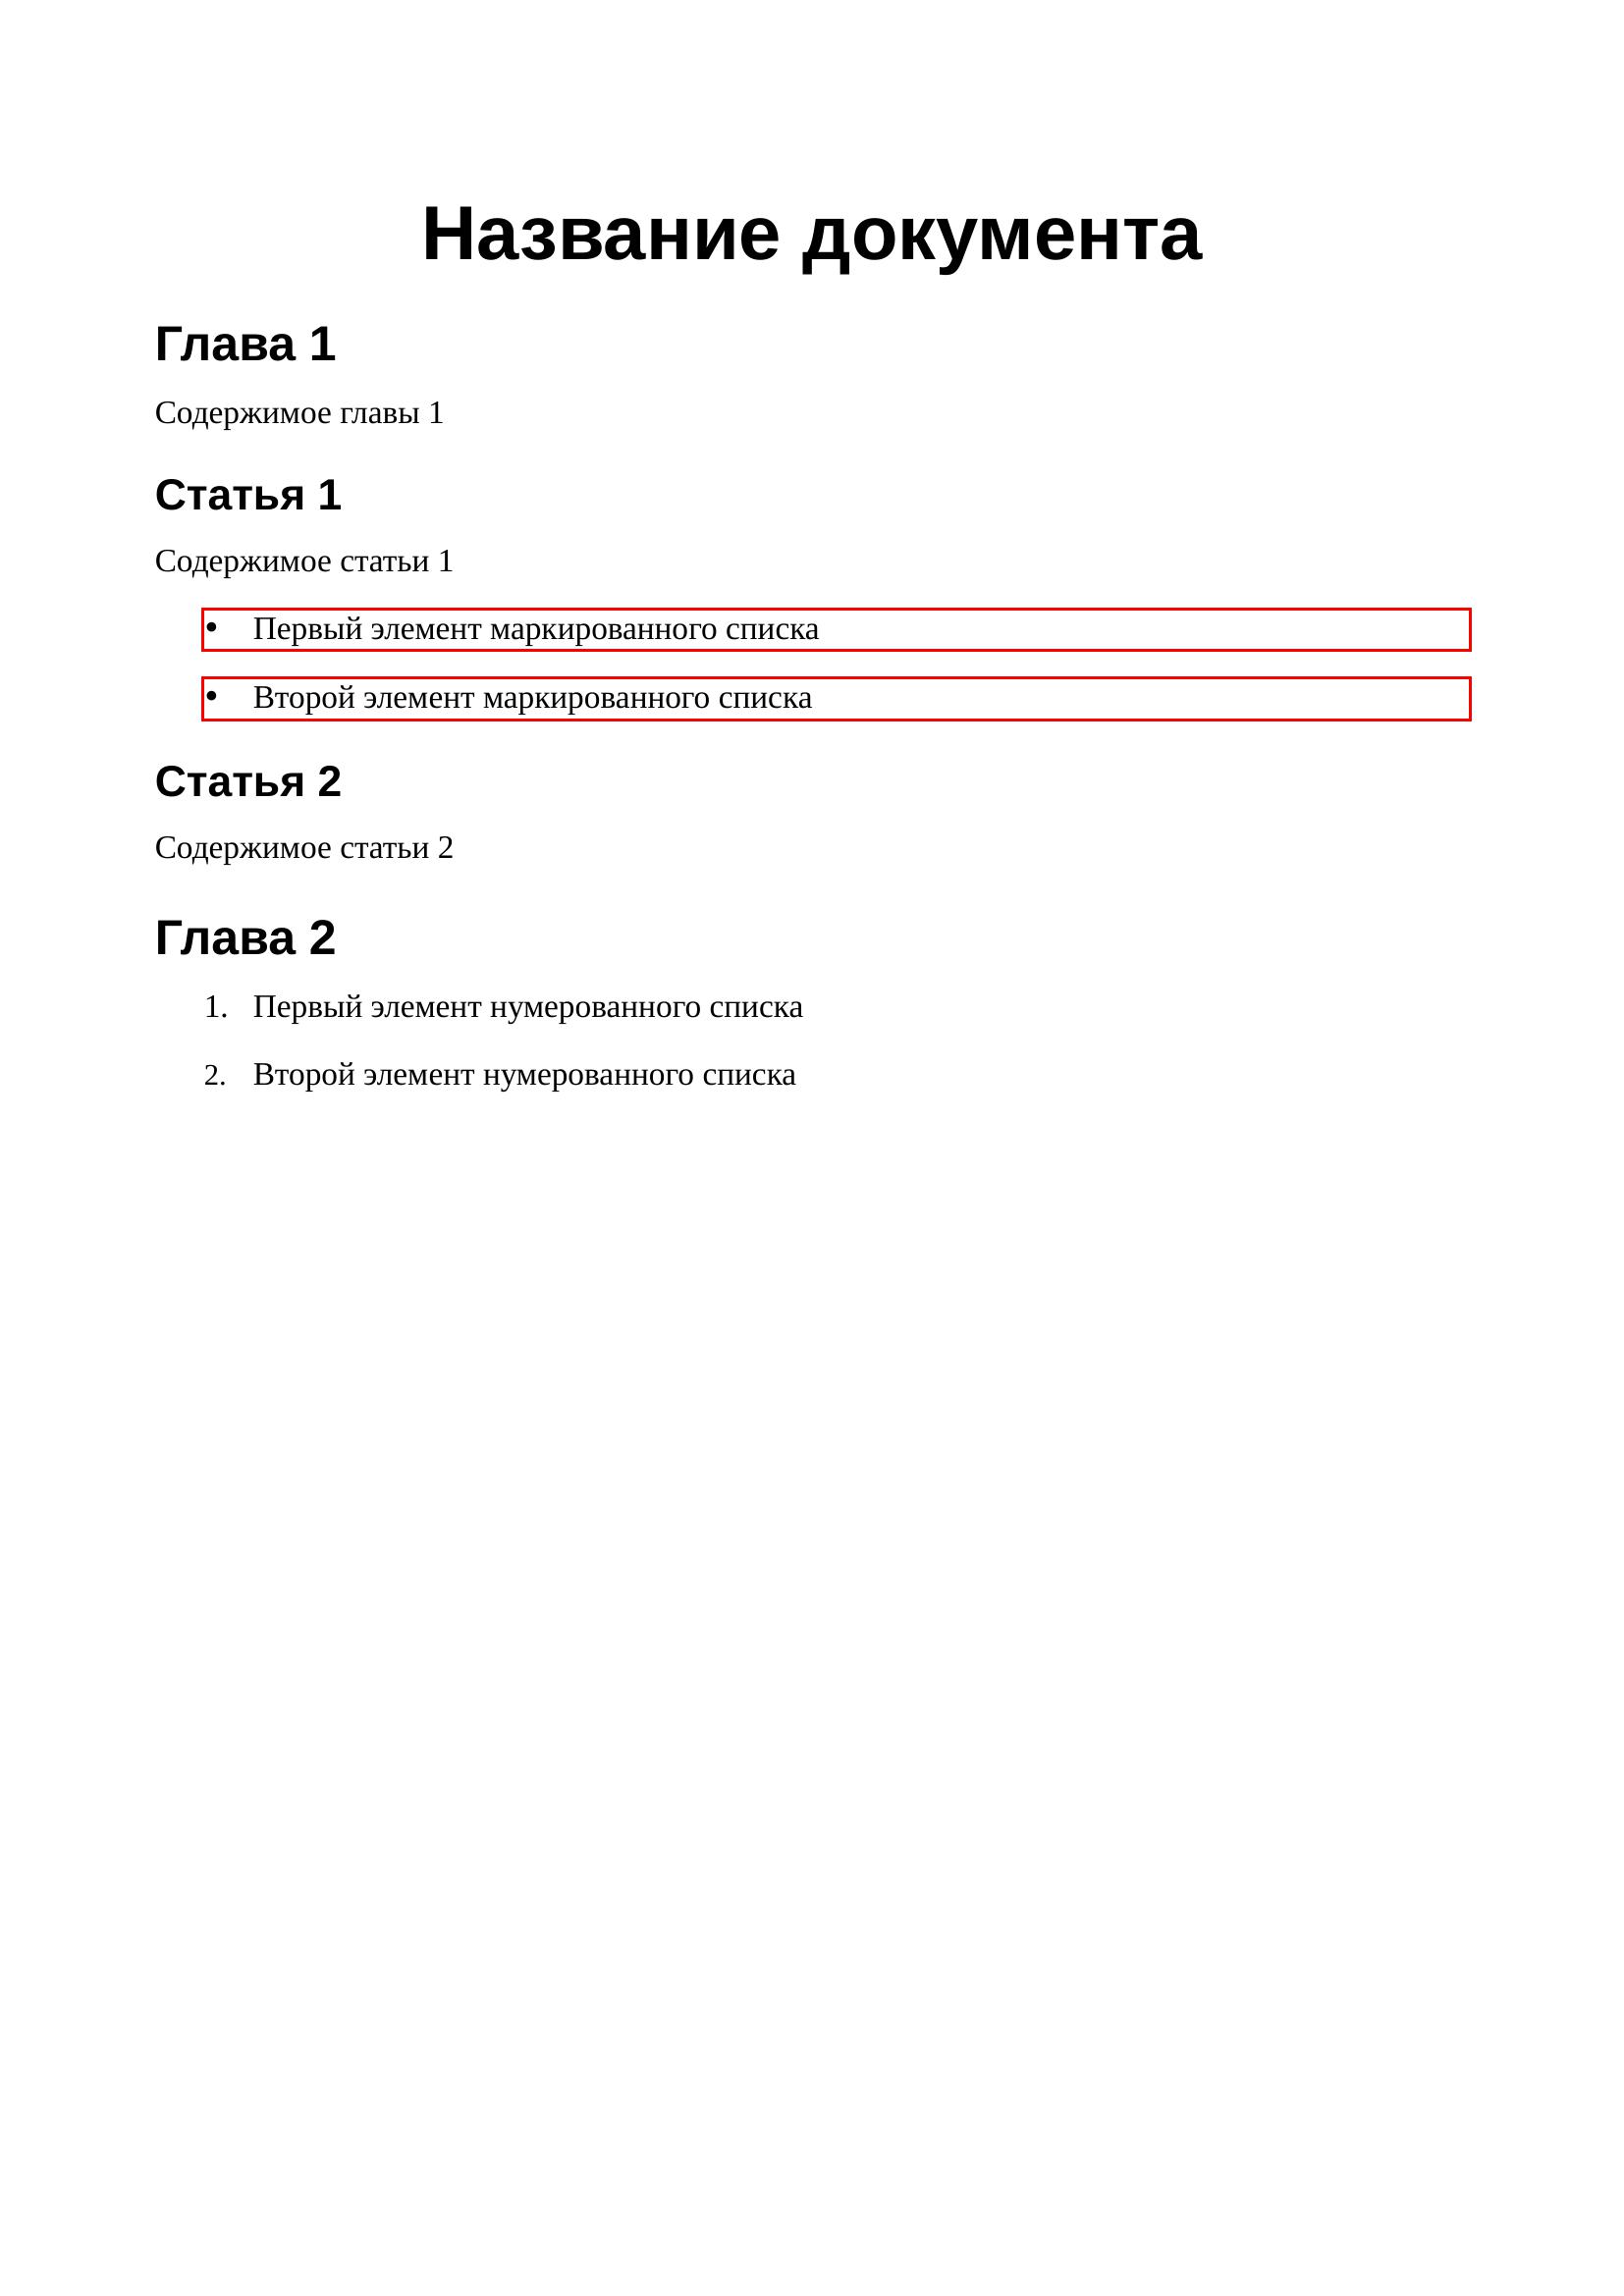 Название документа
Глава 1
Содержимое главы 1
Статья 1
Содержимое статьи 1
• Первый элемент маркированного списка
• Второй элемент маркированного списка
Статья 2
Содержимое статьи 2
Глава 2
1. Первый элемент нумерованного списка
2. Второй элемент нумерованного списка